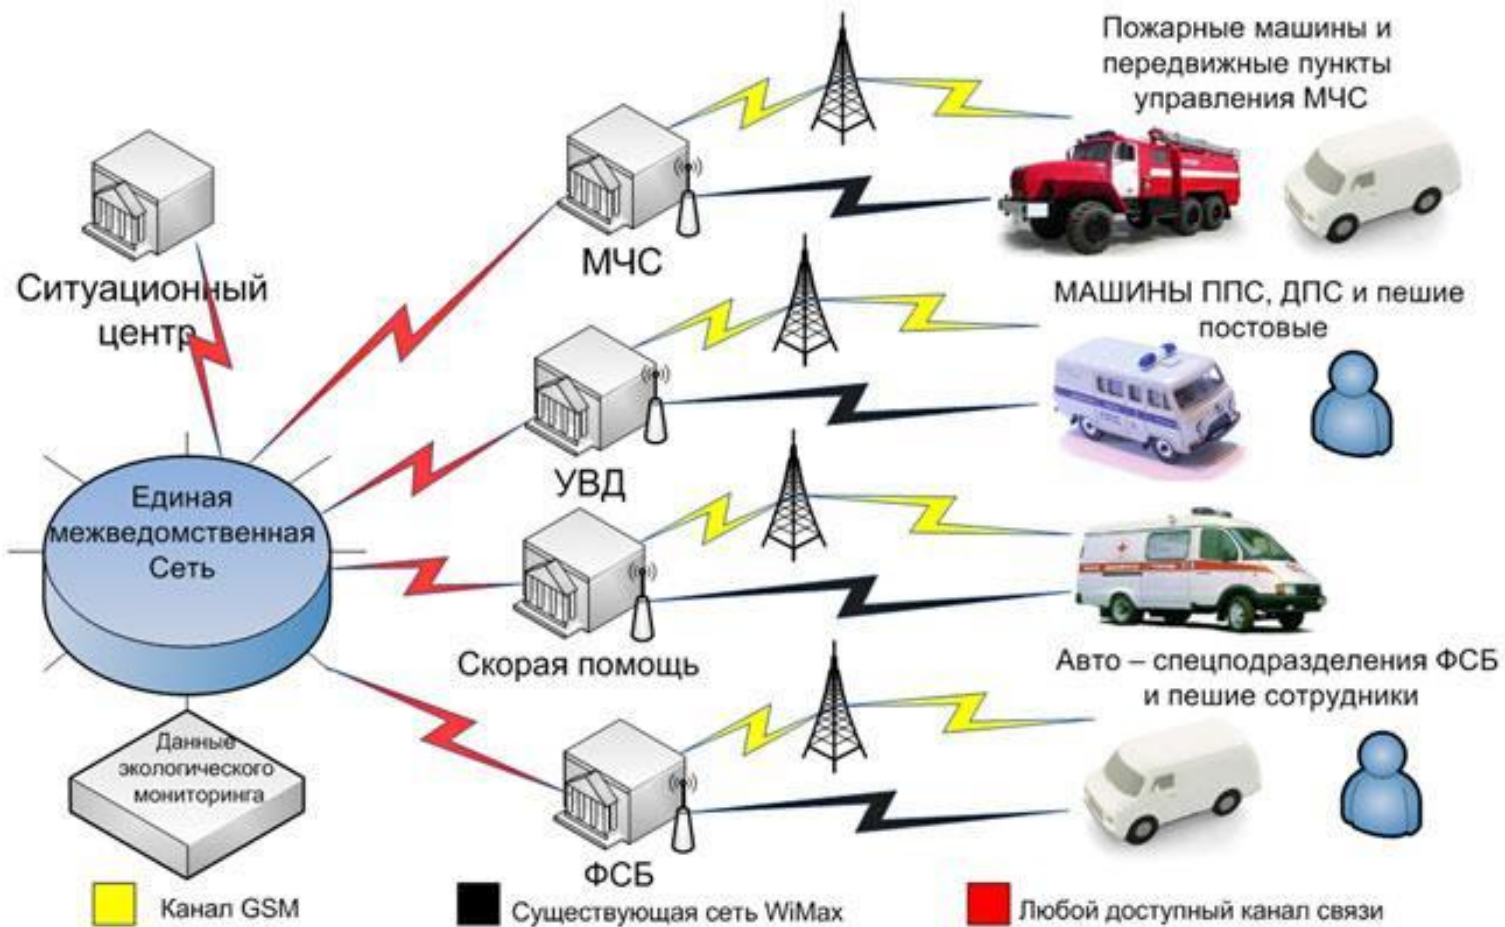 Пожарные машины и
передвижные пункты
управления МЧС
Ситуационный
центр
МЧС
МАШИНЫ ППС, ДПС и пешие
постовые
УВД
Единая
межведомственная
Сеть
Скорая помощь
Авто – спецподразделения ФСБ
и пешие сотрудники
Данные
экологического
мониторинга
ФСБ
Канал GSM
Существующая сеть WiMax
Любой доступный канал связи